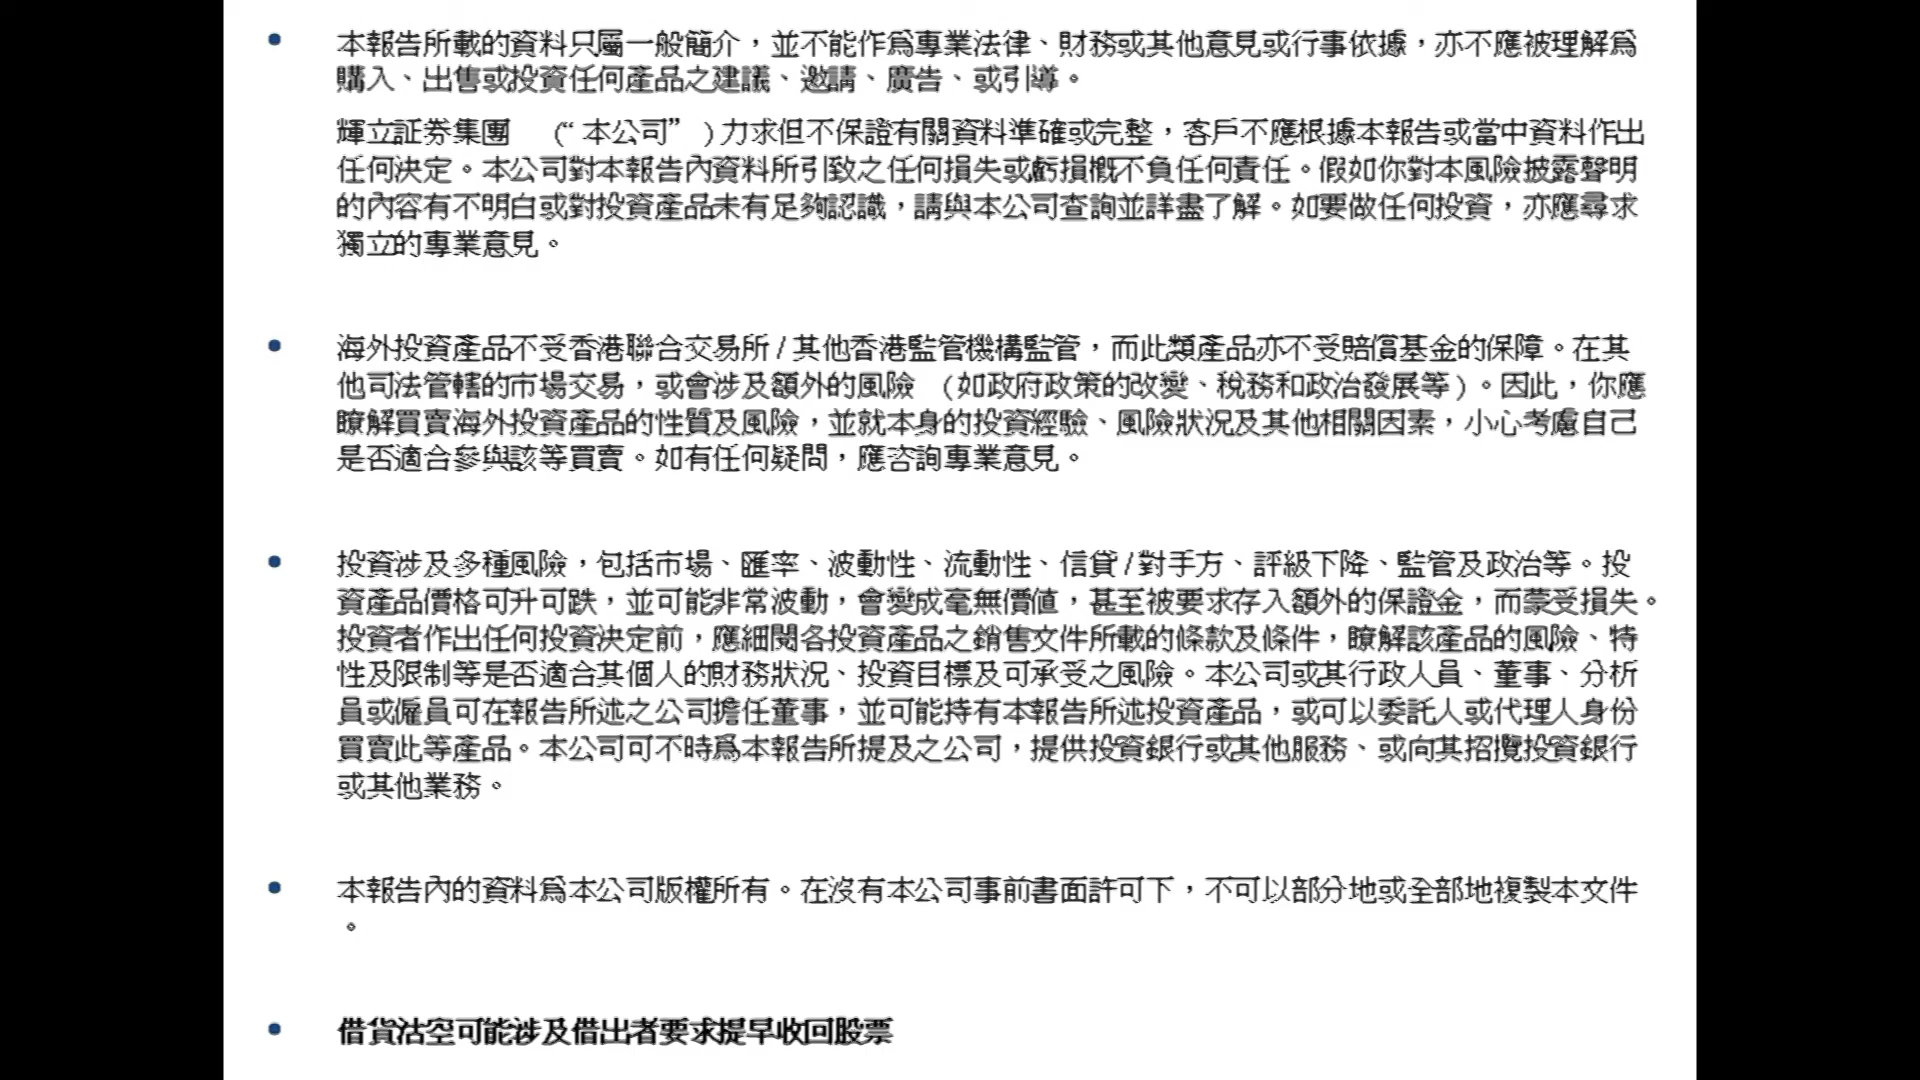 • 本報告所載的資料只屬一般簡介，並不能作為專業法律、財務或其他意見或行事依據，亦不應被理解為
購入、出售或投資任何產品之建議、邀請、廣告、或引導。
輝立証券集團 (“本公司”)力求但不保證有關資料準確或完整，客戶不應根據本報告或當中資料作出
任何決定。本公司對本報告內資料所引致之任何損失或虧損概不負任何責任。假如你對本風險披露聲明
的內容有不明白或對投資產品未有足夠認識，請與本公司查詢並詳盡了解。如要做任何投資，亦應尋求
獨立的專業意見。
• 海外投資產品不受香港聯合交易所/其他香港監管機構監管，而此類產品亦不受賠償基金的保障。在其
他司法管轄的市場交易，或會涉及額外的風險 (如政府政策的改變、稅務和政治發展等)。因此，你應
瞭解買賣海外投資產品的性質及風險，並就本身的投資經驗、風險狀況及其他相關因素，小心考慮自己
是否適合參與該等買賣。如有任何疑問，應咨詢專業意見。
• 投資涉及多種風險，包括市場、匯率、波動性、流動性、信貸/對手方、評級下降、監管及政治等。投
資產品價格可升可跌，並可能非常波動，會變成毫無價值，甚至被要求存入額外的保證金，而蒙受損失。
投資者作出任何投資決定前，應細閱各投資產品之銷售文件所載的條款及條件，瞭解該產品的風險、特
性及限制等是否適合其個人的財務狀況、投資目標及可承受之風險。本公司或其行政人員、董事、分析
員或僱員可在報告所述之公司擔任董事，並可能持有本報告所述投資產品，或可以委託人或代理人身份
買賣此等產品。本公司可不時為本報告所提及之公司，提供投資銀行或其他服務、或向其招攬投資銀行
或其他業務。
• 本報告內的資料為本公司版權所有。在沒有本公司事前書面許可下，不可以部分地或全部地複製本文件
。
• 借貨沽空可能涉及借出者要求提早收回股票